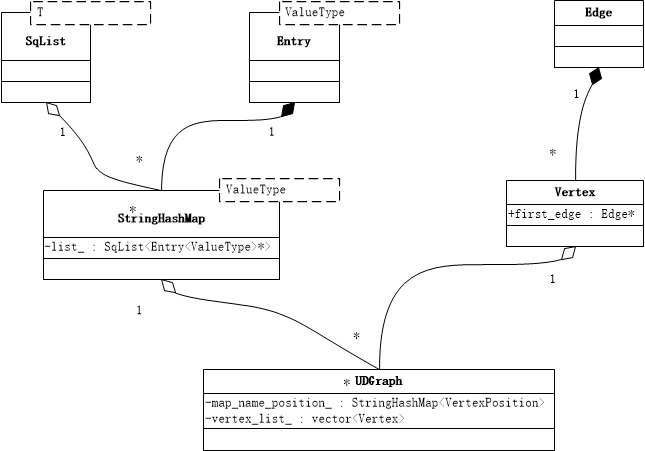 T
SqList
ValueType
Entry
Edge
1
1
1
*
*
ValueType
*
StringHashMap
-list_ : SqList<Entry<ValueType>*>
Vertex
+first_edge : Edge*
1
1
*
* UDGraph
-map_name_position_ : StringHashMap<VertexPosition>
-vertex_list_ : vector<Vertex>